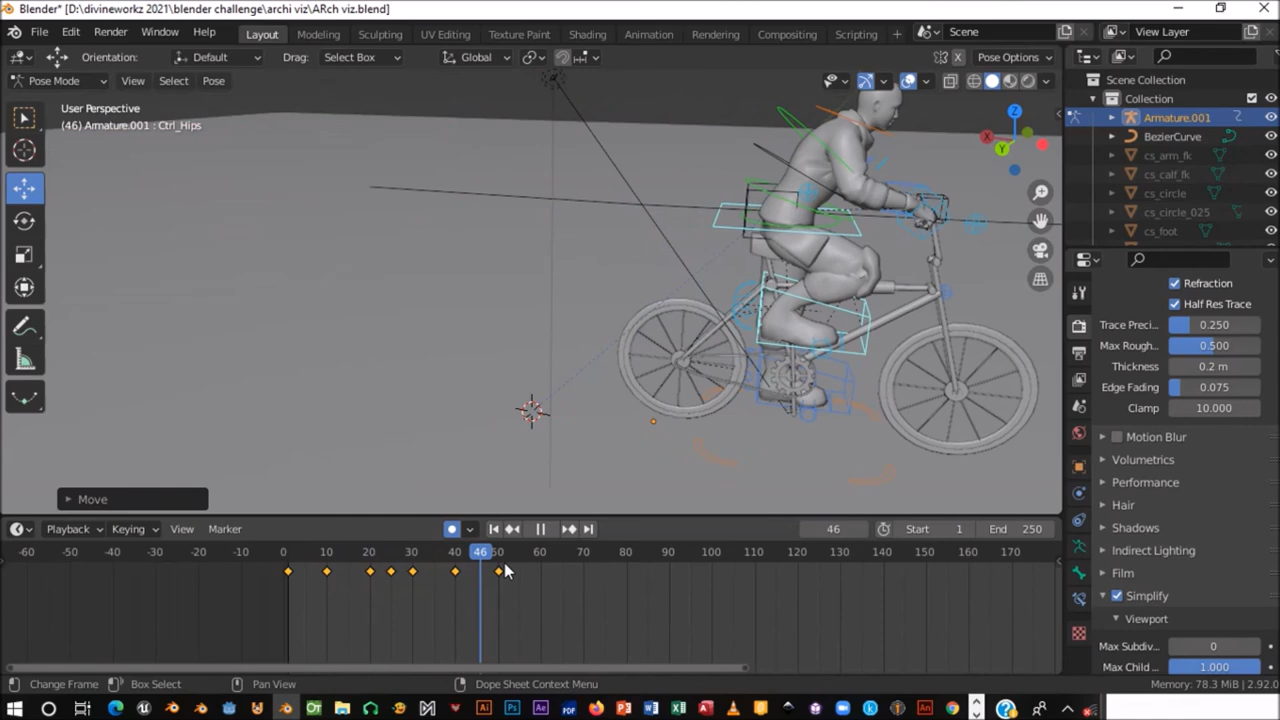 Blender* [D:\divineworkz 2021\blender challenge\archi viz\ARch viz.blend]
File Edit Render Window Help Layout Modeling Sculpting UV Editing Texture Paint Shading Animation Rendering Compositing Scripting + Scene View Layer
Orientation: Default Drag: Select Box Global X Pose Options
Pose Mode View Select Pose
Scene Collection
Collection
Armature.001
BezierCurve
cs_arm_fk
cs_calf_fk
cs_circle
cs_circle_025
cs_foot
User Perspective
(46) Armature.001 : Ctrl_Hips
Z
X
Y
Refraction
Half Res Trace
Trace Preci... 0.250
Max Rough... 0.500
Thickness 0.2 m
Edge Fading 0.075
Clamp 10.000
Motion Blur
Volumetrics
Performance
Hair
Shadows
Indirect Lighting
Film
Simplify
Viewport
Max Subdiv... 0
Max Child ... 1.000
Move
Playback Keying View Marker 46 Start 1 End 250
-60 -50 -40 -30 -20 -10 0 10 20 30 40 46 50 60 70 80 90 100 110 120 130 140 150 160 170
Change Frame Box Select Pan View Dope Sheet Context Menu Memory: 78.3 MiB | 2.92.0